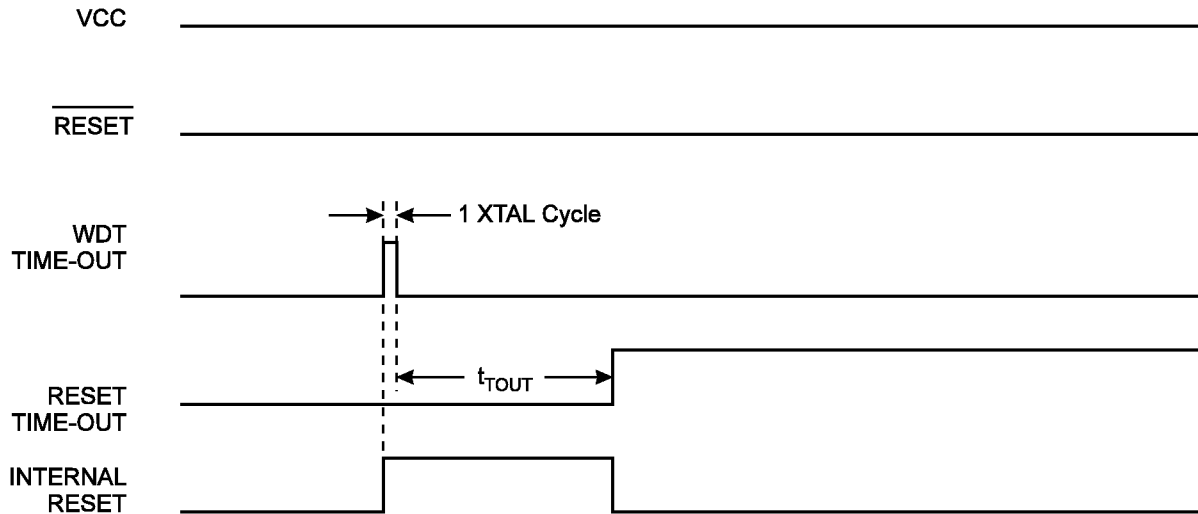 VCC
RESET
1 XTAL Cycle
WDT
TIME-OUT
tTOUT
RESET
TIME-OUT
INTERNAL
RESET